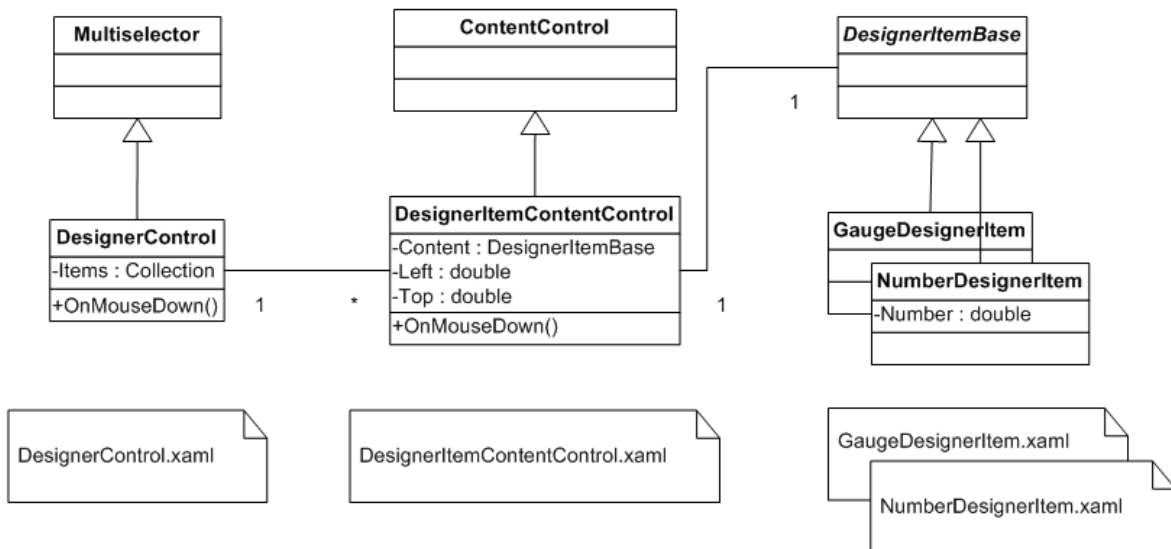 Multiselector
ContentControl
DesignerItemBase
1
DesignerControl
-Items : Collection
+OnMouseDown()
1
*
DesignerItemContentControl
-Content : DesignerItemBase
-Left : double
-Top : double
+OnMouseDown()
1
GaugeDesignerItem
NumberDesignerItem
-Number : double
DesignerControl.xaml
DesignerItemContentControl.xaml
GaugeDesignerItem.xaml
NumberDesignerItem.xaml